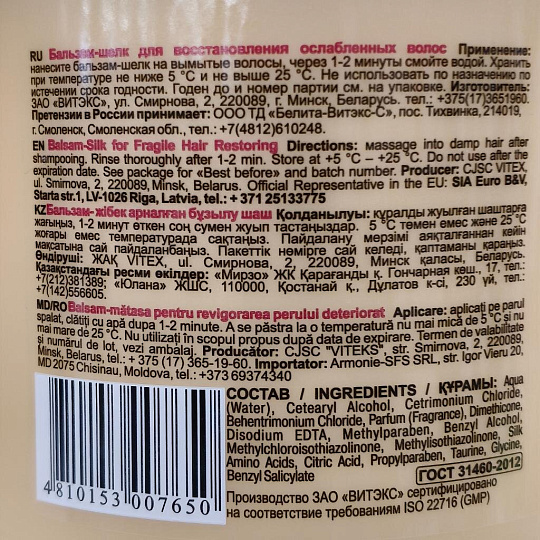 RU Бальзам-шелк для восстановления ослабленных волос Применение:
нанесите бальзам-шелк на вымытые волосы, через 1-2 минуты смойте водой. Хранить
при температуре не ниже 5 °С и не выше 25 °С. Не использовать по назначению по
истечении срока годности. Годен до и номер партии см. на упаковке. Изготовитель:
ЗАО «ВИТЭКС», ул. Смирнова, 2, 220089, г. Минск, Беларусь. тел.: +375(17)3651960.
Претензии в России принимает: ООО ТД «Белита-Витэкс-С», пос. Тихвинка, 214019,
г. Смоленск, Смоленская обл., тел.: +7(4812)610248.
EN Balsam-Silk for Fragile Hair Restoring Directions: massage into damp hair after
shampooing. Rinse thoroughly after 1-2 min. Store at +5 °C – +25 °C. Do not use after the
expiration date. See package for «Best before» and batch number. Producer: CJSC VITEX,
ul. Smirnova, 2, 220089, Minsk, Belarus. Official Representative in the EU: SIA Euro B&V,
Starta str.1, LV-1026 Riga, Latvia, tel.: + 371 25133775
KZ Бальзам-жібек арналған бұзылу шаш Қолданылуы: құралды жуылған шаштарға
жағыңыз, 1-2 минут өткен соң сумен жуып тастаңыздар. 5 °С төмен емес және 25 °С
жоғары емес температурада сақтаңыз. Пайдалану мерзімі аяқталғаннан кейін
мақсатына сай пайдаланбаңыз. Пакеттік нөмірге сай келеді, қаптаманы қараңыз.
Өндіруші: ЖАҚ VITEX, ul. Смирнова, 2, 220089, Минск қаласы, Беларусь.
Қазақстандағы ресми өкілдер: «Мирзо» ЖК Қарағанды қ. Гончарная көш., 17, тел.:
+7(212)381389; «Юлана» ЖШС, 110000, Қостанай қ., Дулатов к-сі, 230 үй, тел.:
+7(142)556605.
MD/RO Balsam-mătasa pentru revigorarea perului deteriorat Aplicare: aplicați pe parul
spalat, clătiți cu apă dupa 1-2 minute. A se păstra la o temperatură nu mai mică de 5 °C și nu
mai mare de 25 °C. Nu utilizați în scopul propus după data de expirare. Termen de valabilitate
și numărul de lot, vezi ambalaj. Producător: CJSC "VITEKS", str. Smirnova, 2, 220089,
Minsk, Belarus, tel.: + 375 (17) 365-19-60. Importator: Armonie-SFS SRL, str. Igor Vieru 20,
MD 2075 Chisinau, Moldova, tel.: +373 69374340
СОСТАВ / INGREDIENTS / ҚҰРАМЫ: Aqua
(Water), Cetearyl Alcohol, Cetrimonium Chloride,
Behentrimonium Chloride, Parfum (Fragrance), Dimethicone,
Disodium EDTA, Methylparaben, Benzyl Alcohol,
Methylchloroisothiazolinone, Methylisothiazolinone, Silk
Amino Acids, Citric Acid, Propylparaben, Taurine, Glycine,
Benzyl Salicylate
ГОСТ 31460-2012
Производство ЗАО «ВИТЭКС» сертифицировано
на соответствие требованиям ISO 22716 (GMP)
4 810153 007650